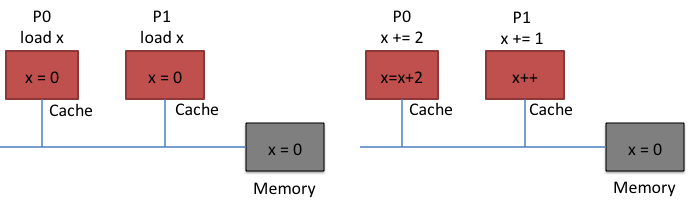 P0
load x
x = 0
Cache
P1
load x
x = 0
Cache
x = 0
Memory
P0
x += 2
x=x+2
Cache
P1
x += 1
x++
Cache
x = 0
Memory